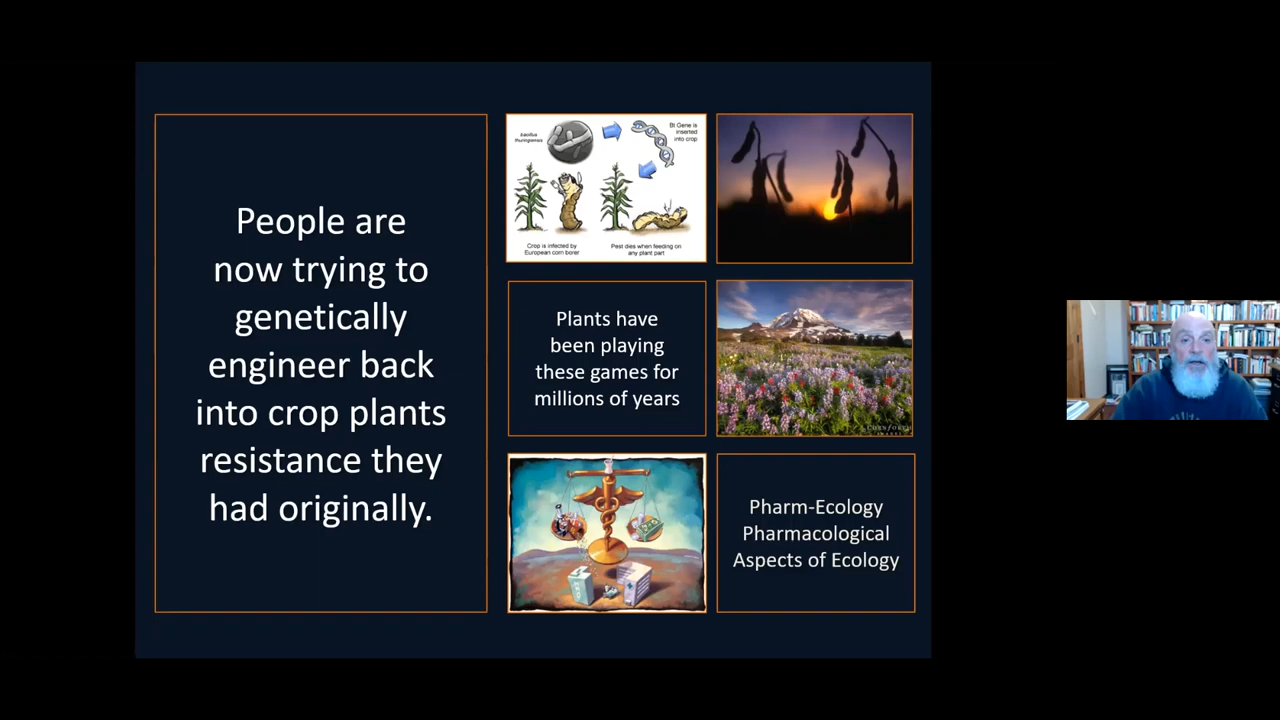 People are
now trying to
genetically
engineer back
into crop plants
resistance they
had originally.
bacillus
thuringiensis
Bt Gene is
inserted
into crop
Crop is infected by
European corn borer
Pest dies when feeding on
any plant part
Plants have
been playing
these games for
millions of years
Pharm-Ecology
Pharmacological
Aspects of Ecology